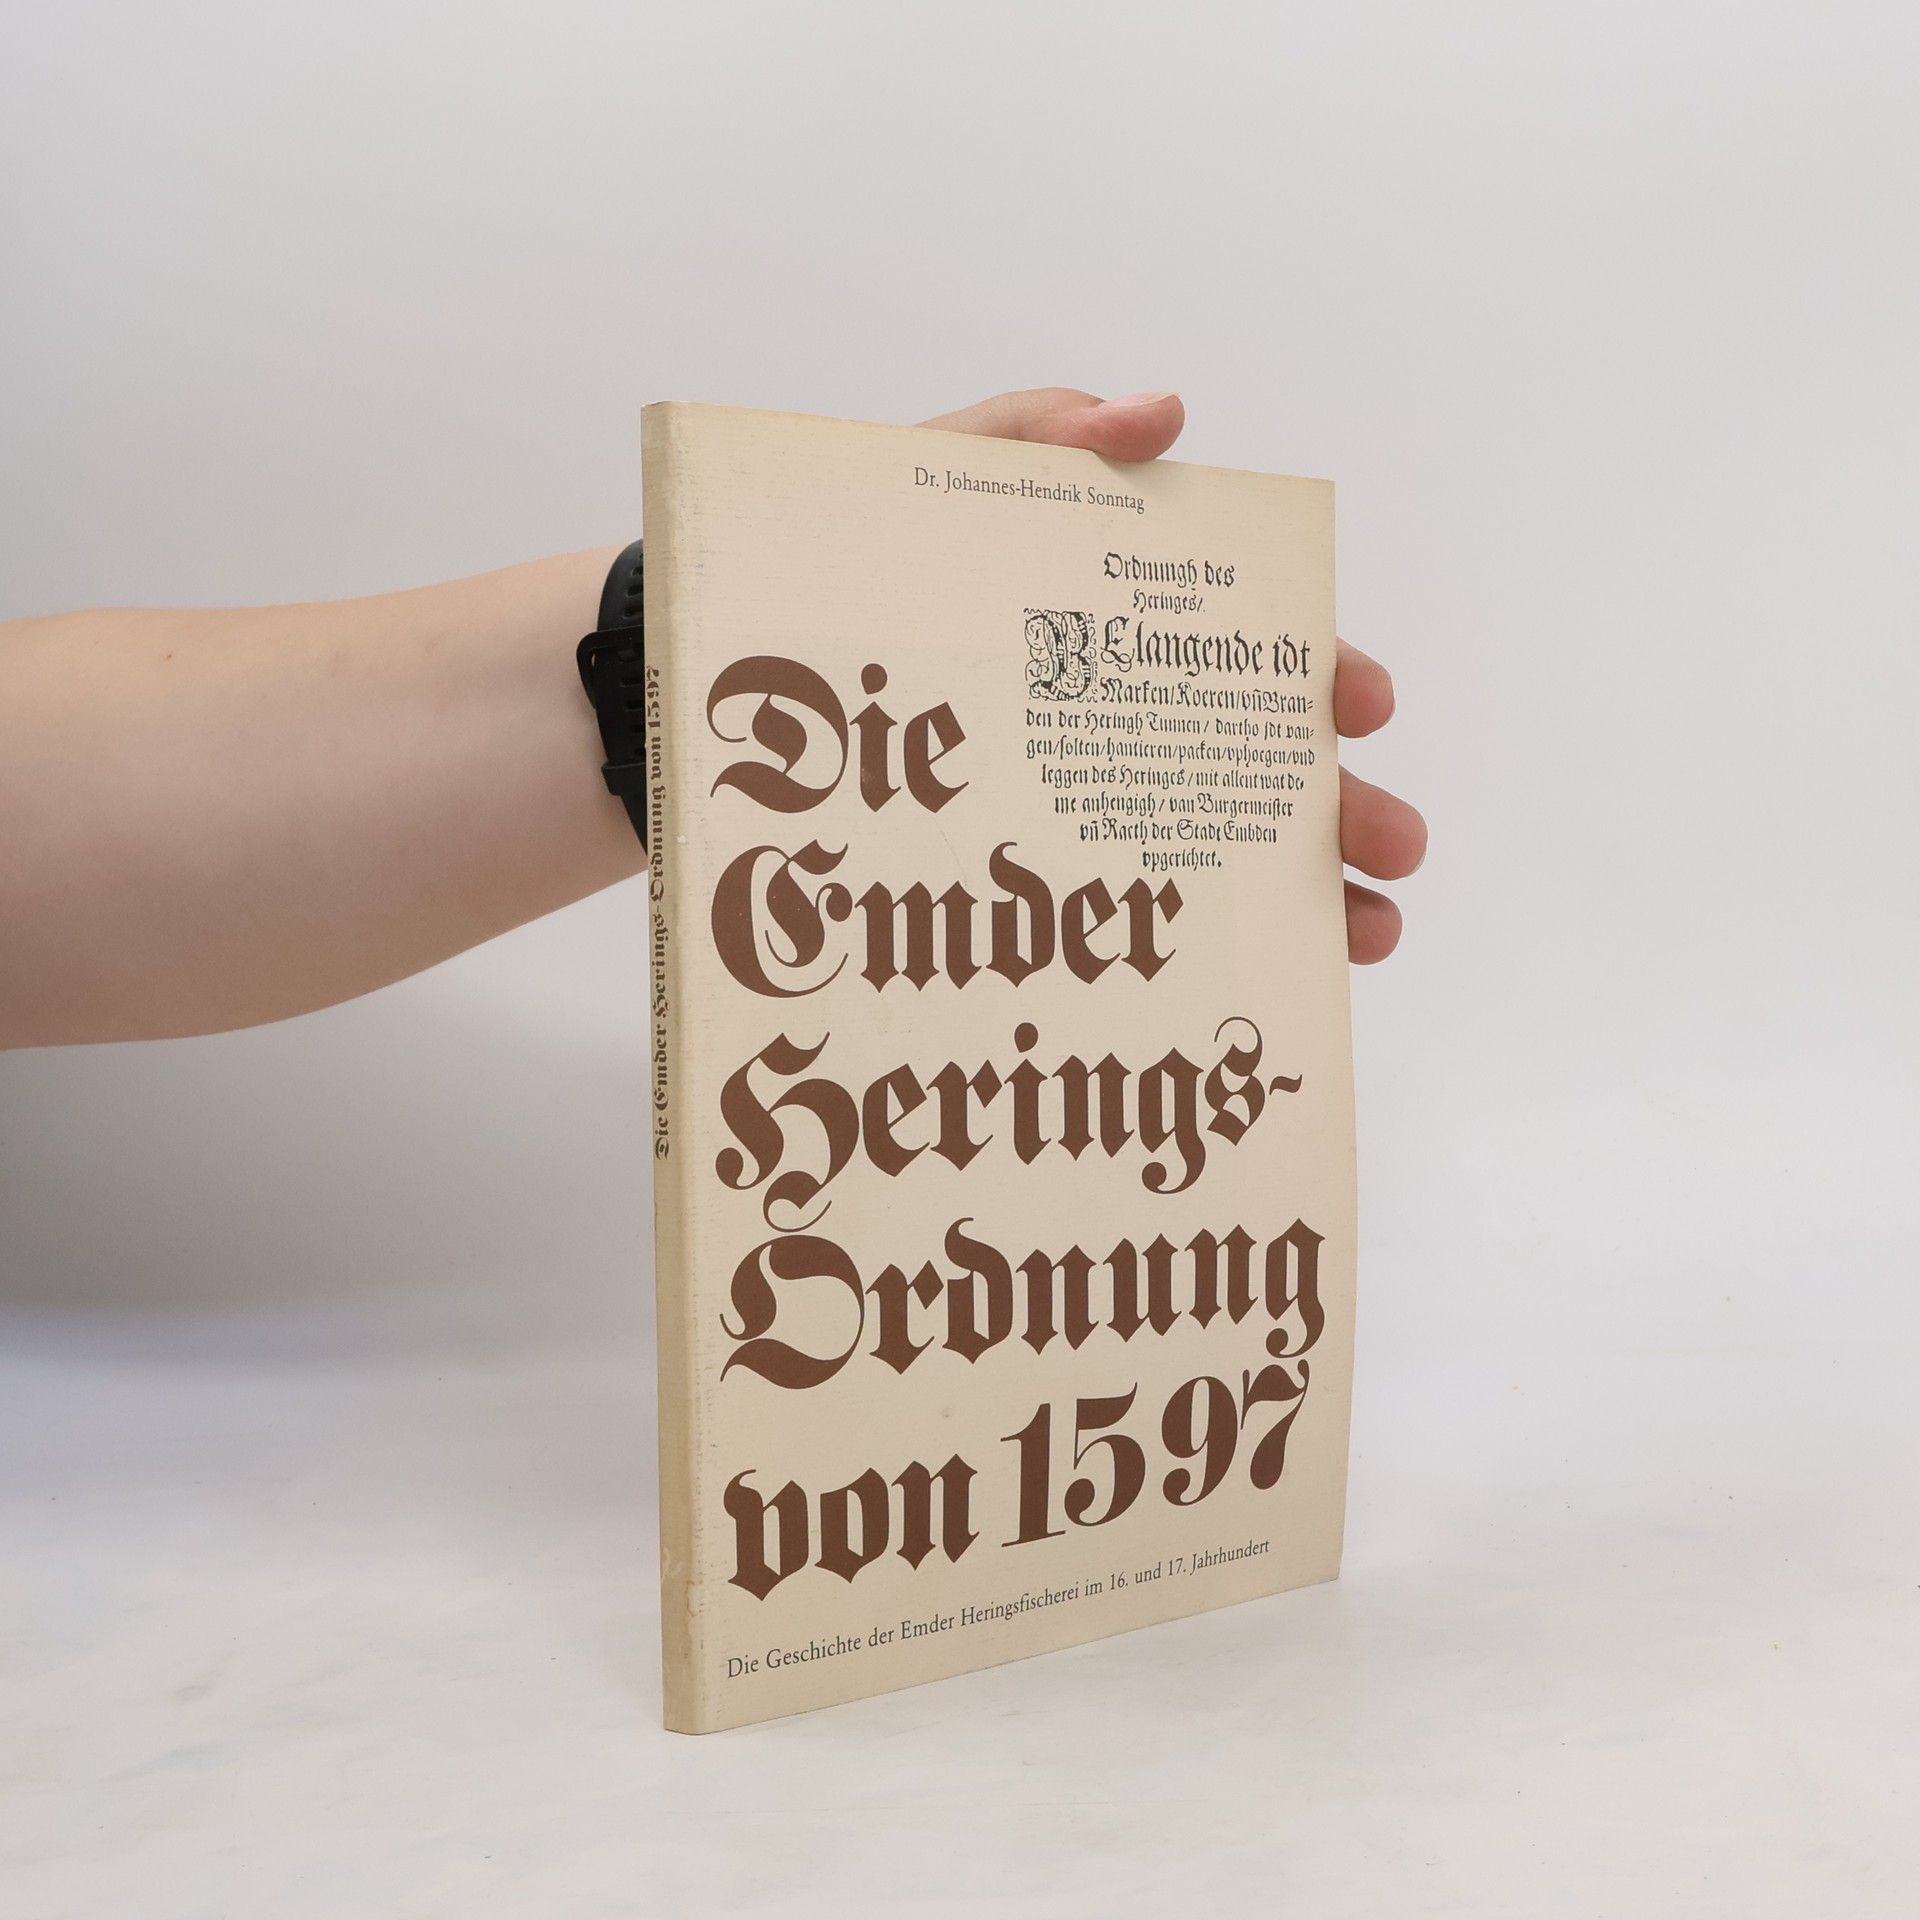 Dr. Johannes-Hendrik Sonntag
Ordnungh des
Heringes/
BElangende idt
Marken/Koeren/vñ Bran-
den der Heringh Tunnen / dartho idt van-
gen/solten/hantieren/packen/vphoegen/vnd
leggen des Heringes / mit allent wat de-
me anhengigh / van Burgermeister
vñ Raeth der Stadt Embden
vpgerichtet.
Die
Emder
Herings-
Ordnung
von 1597
Die Geschichte der Emder Heringsfischerei im 16. und 17. Jahrhundert
Die Emder Herings-Ordnung von 1597